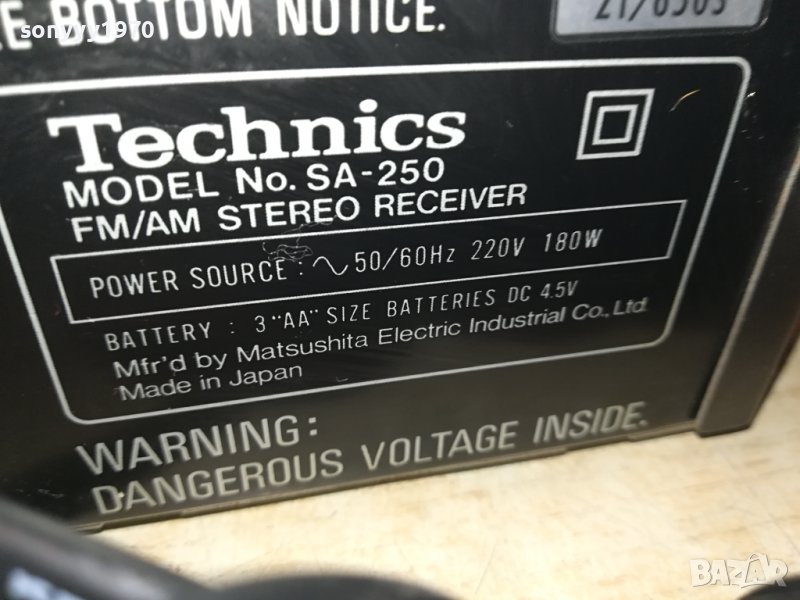 sonyyy1970
BOTTOM NOTICE.
Technics
MODEL No. SA-250
FM/AM STEREO RECEIVER
POWER SOURCE : ∿ 50/60Hz 220V 180W
BATTERY : 3 "AA" SIZE BATTERIES DC 4.5V
Mfr'd by Matsushita Electric Industrial Co., Ltd.
Made in Japan
WARNING:
DANGEROUS VOLTAGE INSIDE.
BAZAR